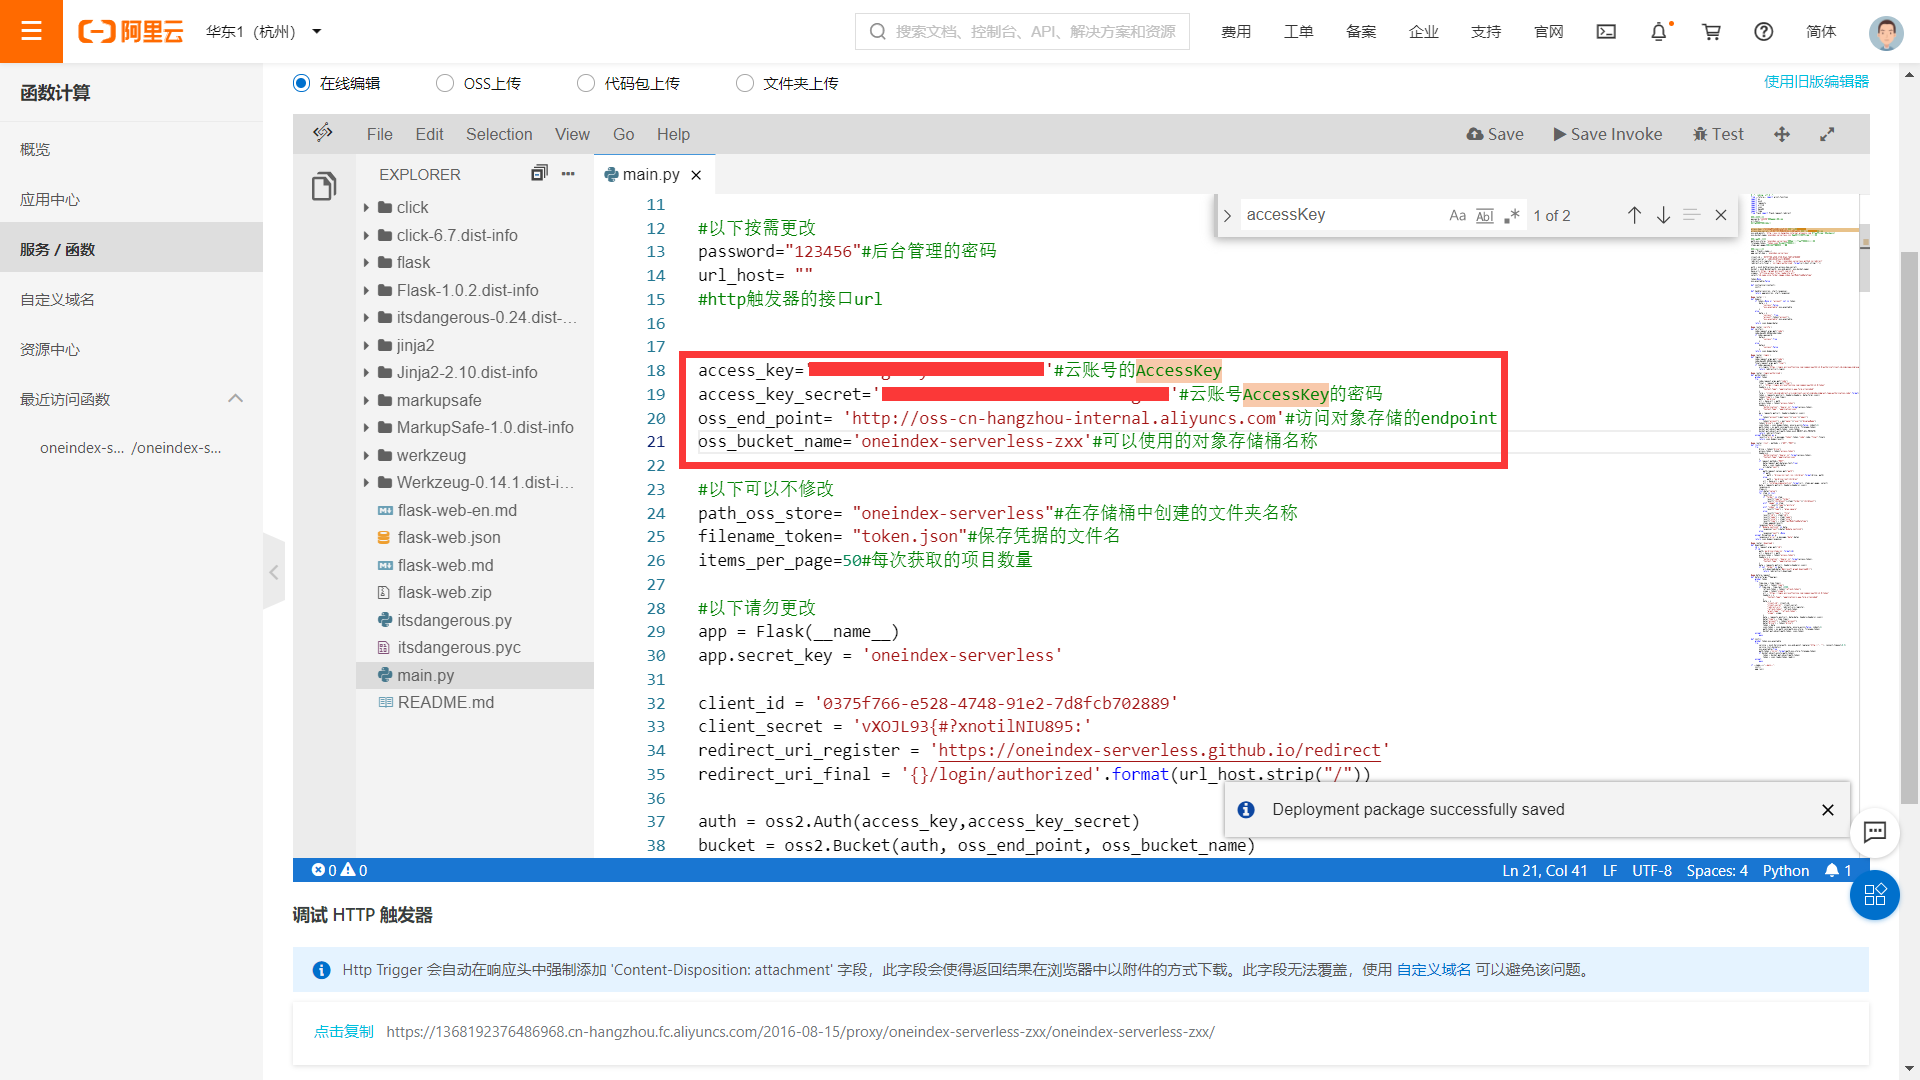 阿里云
华东1（杭州）
搜索文档、控制台、API、解决方案和资源
费用
工单
备案
企业
支持
官网
简体
函数计算
概览
应用中心
服务 / 函数
自定义域名
资源中心
最近访问函数
oneindex-s... /oneindex-s...
在线编辑
OSS上传
代码包上传
文件夹上传
使用旧版编辑器
File Edit Selection View Go Help
Save
Save Invoke
Test
EXPLORER
click
click-6.7.dist-info
flask
Flask-1.0.2.dist-info
itsdangerous-0.24.dist-...
jinja2
Jinja2-2.10.dist-info
markupsafe
MarkupSafe-1.0.dist-info
werkzeug
Werkzeug-0.14.1.dist-i...
flask-web-en.md
flask-web.json
flask-web.md
flask-web.zip
itsdangerous.py
itsdangerous.pyc
main.py
README.md
main.py
accessKey
Aa Abl .*
1 of 2
11
12 #以下按需更改
13 password="123456"#后台管理的密码
14 url_host= ""
15 #http触发器的接口url
16
17
18 access_key=' '#云账号的AccessKey
19 access_key_secret=' '#云账号AccessKey的密码
20 oss_end_point= 'http://oss-cn-hangzhou-internal.aliyuncs.com'#访问对象存储的endpoint
21 oss_bucket_name='oneindex-serverless-zxx'#可以使用的对象存储桶名称
22
23 #以下可以不修改
24 path_oss_store= "oneindex-serverless"#在存储桶中创建的文件夹名称
25 filename_token= "token.json"#保存凭据的文件名
26 items_per_page=50#每次获取的项目数量
27
28 #以下请勿更改
29 app = Flask(__name__)
30 app.secret_key = 'oneindex-serverless'
31
32 client_id = '0375f766-e528-4748-91e2-7d8fcb702889'
33 client_secret = 'vXOJL93{#?xnotilNIU895:'
34 redirect_uri_register = 'https://oneindex-serverless.github.io/redirect'
35 redirect_uri_final = '{}/login/authorized'.format(url_host.strip("/"))
36
37 auth = oss2.Auth(access_key,access_key_secret)
38 bucket = oss2.Bucket(auth, oss_end_point, oss_bucket_name)
Deployment package successfully saved
0 0
Ln 21, Col 41 LF UTF-8 Spaces: 4 Python 1
调试 HTTP 触发器
Http Trigger 会自动在响应头中强制添加 'Content-Disposition: attachment' 字段，此字段会使得返回结果在浏览器中以附件的方式下载。此字段无法覆盖，使用 自定义域名 可以避免该问题。
点击复制 https://1368192376486968.cn-hangzhou.fc.aliyuncs.com/2016-08-15/proxy/oneindex-serverless-zxx/oneindex-serverless-zxx/